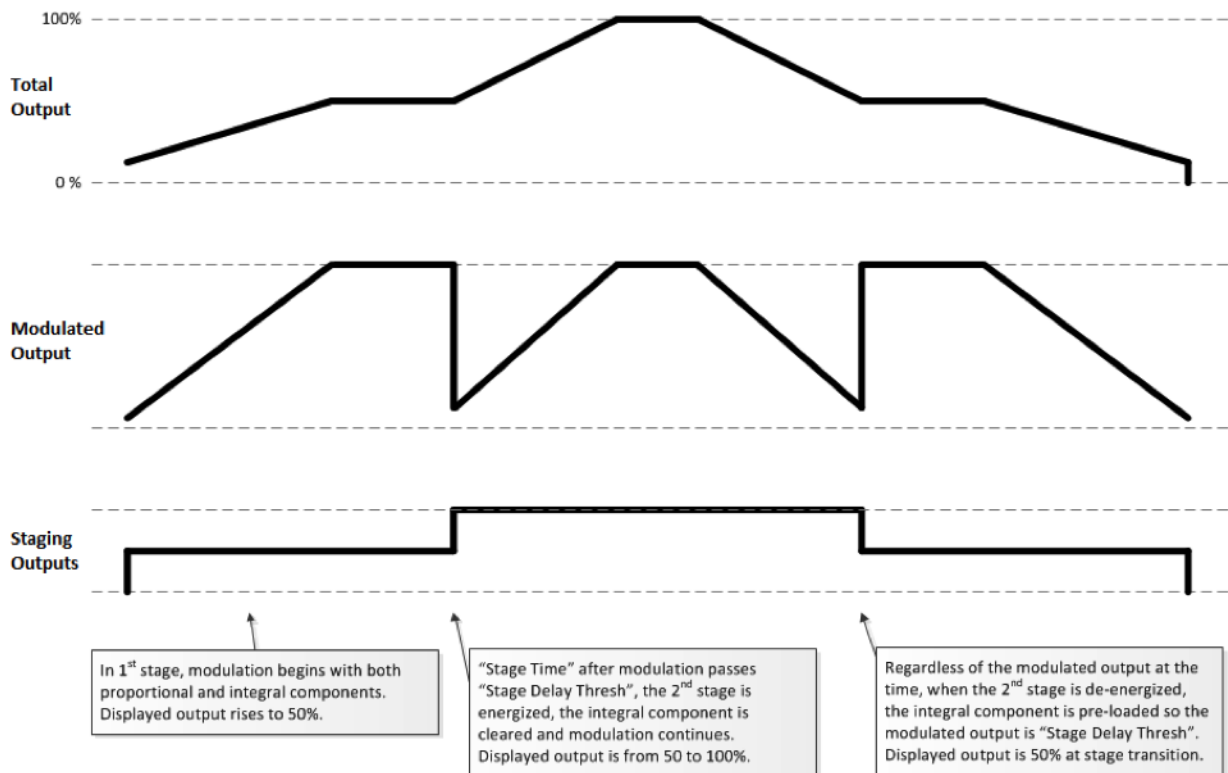 100%
Total
Output
0 %
Modulated
Output
Staging
Outputs
In 1st stage, modulation begins with both
proportional and integral components.
Displayed output rises to 50%.
“Stage Time” after modulation passes
“Stage Delay Thresh”, the 2nd stage is
energized, the integral component is
cleared and modulation continues.
Displayed output is from 50 to 100%.
Regardless of the modulated output at the
time, when the 2nd stage is de-energized,
the integral component is pre-loaded so the
modulated output is “Stage Delay Thresh”.
Displayed output is 50% at stage transition.